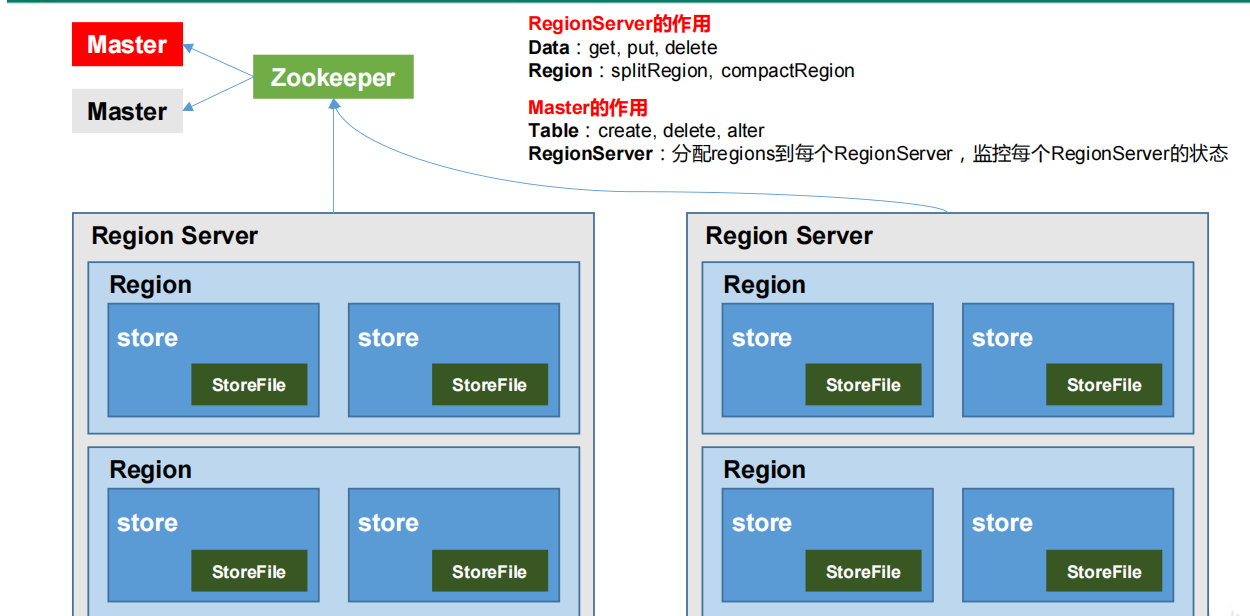 Master
Zookeeper
Master
RegionServer的作用
Data：get, put, delete
Region：splitRegion, compactRegion
Master的作用
Table：create, delete, alter
RegionServer：分配regions到每个RegionServer，监控每个RegionServer的状态
Region Server
Region
store
StoreFile
store
StoreFile
Region
store
StoreFile
store
StoreFile
Region Server
Region
store
StoreFile
store
StoreFile
Region
store
StoreFile
store
StoreFile